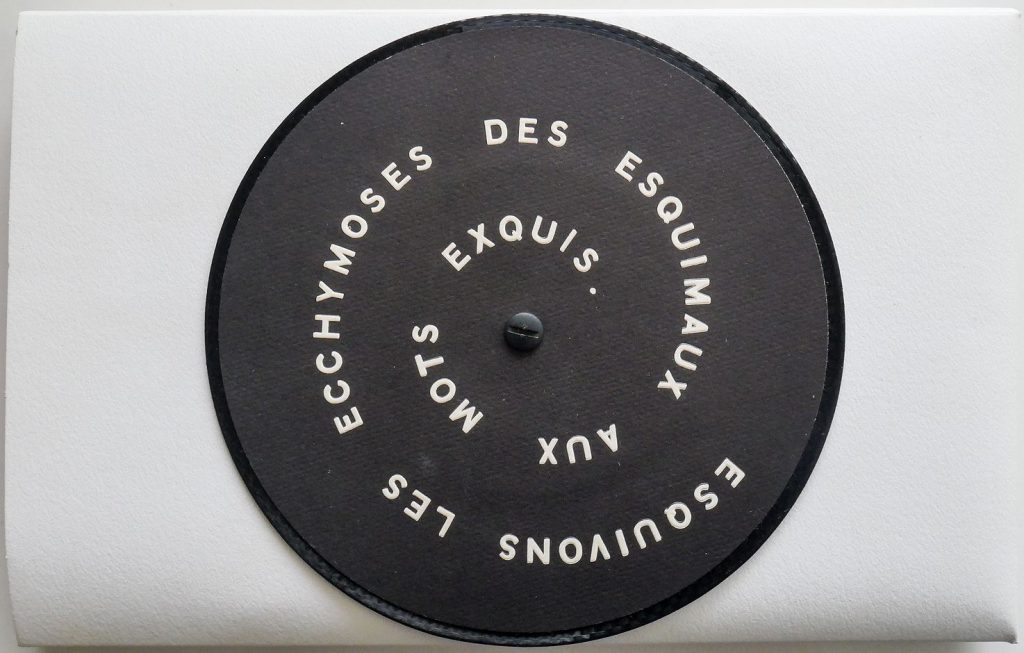 ESQUIVONS LES ECCHYMOSES DES ESQUIMAUX AUX MOTS EXQUIS.